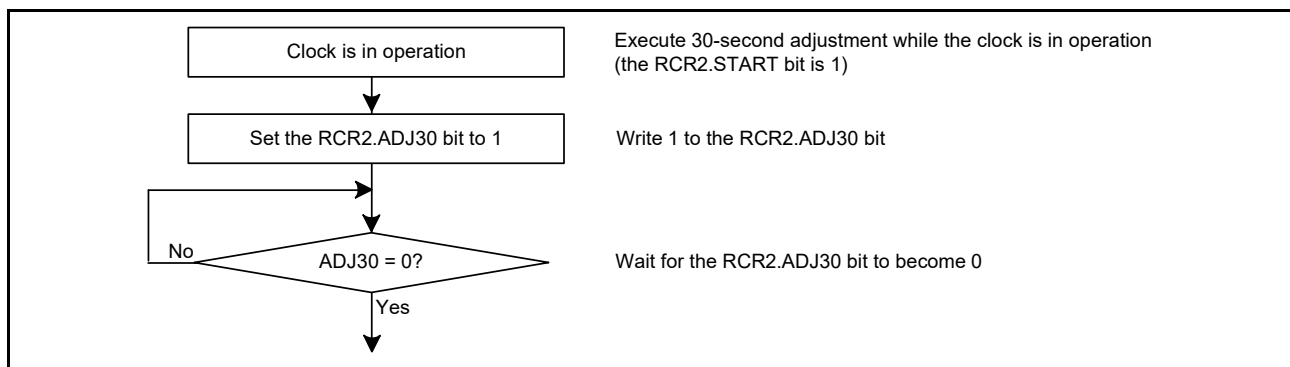 Clock is in operation
Execute 30-second adjustment while the clock is in operation
(the RCR2.START bit is 1)
Set the RCR2.ADJ30 bit to 1
Write 1 to the RCR2.ADJ30 bit
No
ADJ30 = 0?
Wait for the RCR2.ADJ30 bit to become 0
Yes